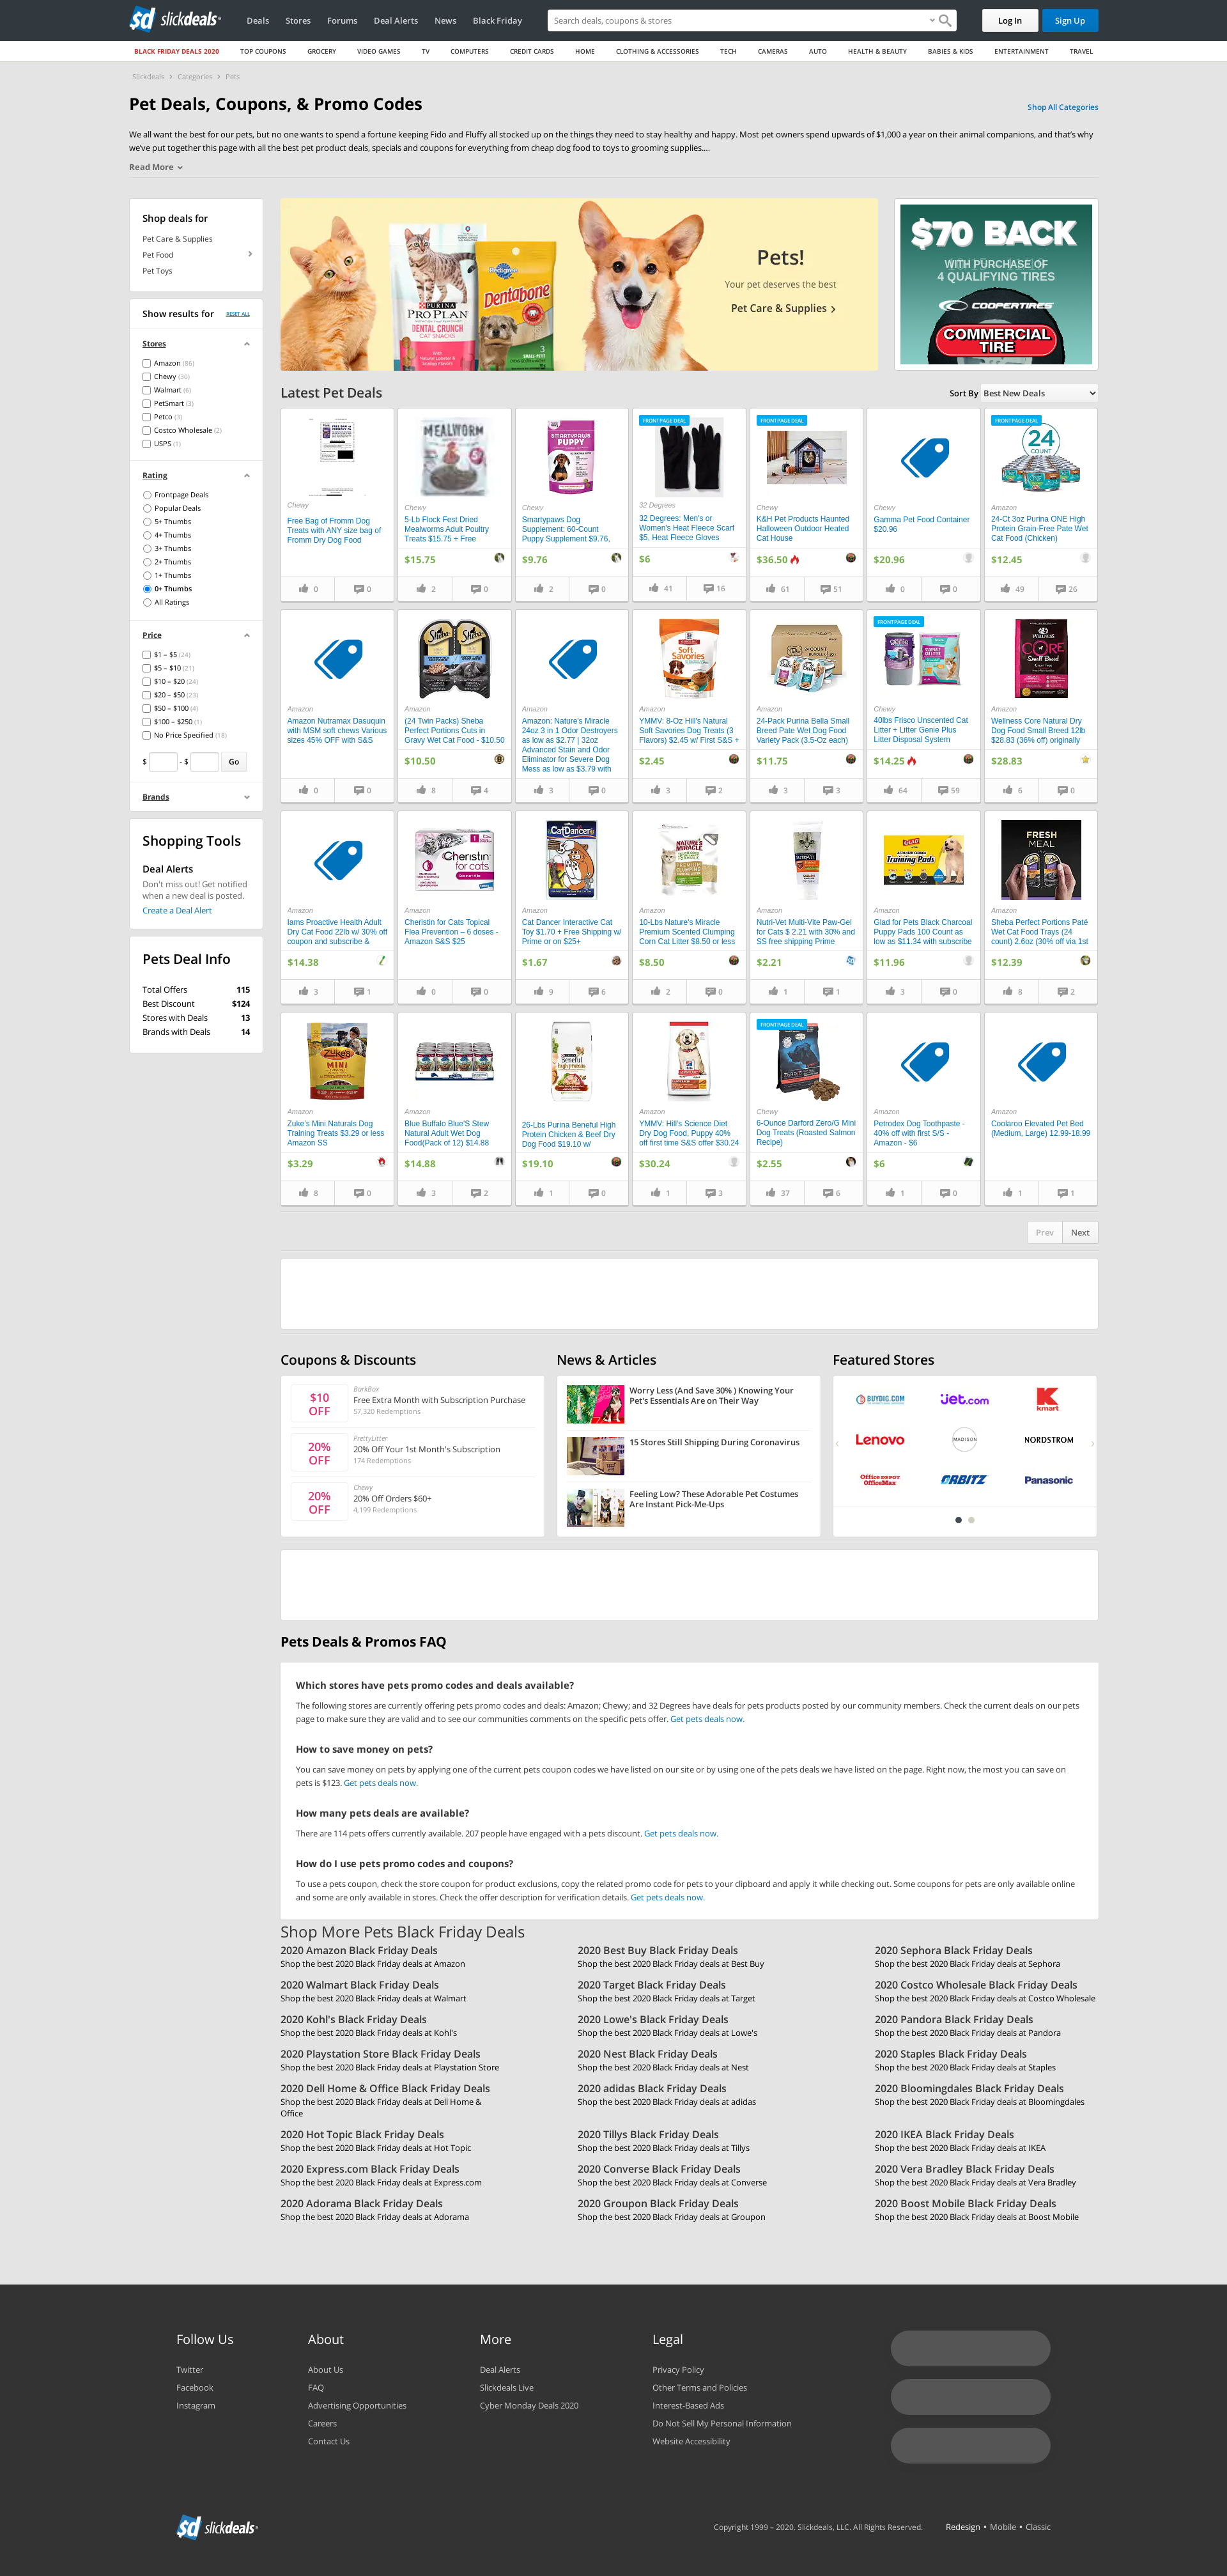 slickdeals
Deals
Stores
Forums
Deal Alerts
News
Black Friday
Search deals, coupons & stores
Log In
Sign Up
BLACK FRIDAY DEALS 2020
TOP COUPONS
GROCERY
VIDEO GAMES
TV
COMPUTERS
CREDIT CARDS
HOME
CLOTHING & ACCESSORIES
TECH
CAMERAS
AUTO
HEALTH & BEAUTY
BABIES & KIDS
ENTERTAINMENT
TRAVEL
Slickdeals › Categories › Pets
Pet Deals, Coupons, & Promo Codes
Shop All Categories
We all want the best for our pets, but no one wants to spend a fortune keeping Fido and Fluffy all stocked up on the things they need to stay healthy and happy. Most pet owners spend upwards of $1,000 a year on their animal companions, and that's why
we've put together this page with all the best pet product deals, specials and coupons for everything from cheap dog food to toys to grooming supplies....
Read More
Shop deals for
Pet Care & Supplies
Pet Food
Pet Toys
Show results for
RESET ALL
Stores
Amazon (86)
Chewy (30)
Walmart (6)
PetSmart (3)
Petco (3)
Costco Wholesale (2)
USPS (1)
Rating
Frontpage Deals
Popular Deals
5+ Thumbs
4+ Thumbs
3+ Thumbs
2+ Thumbs
1+ Thumbs
0+ Thumbs
All Ratings
Price
$1 – $5 (24)
$5 – $10 (21)
$10 – $20 (24)
$20 – $50 (23)
$50 – $100 (4)
$100 – $250 (1)
No Price Specified (18)
$ - $ Go
Brands
Shopping Tools
Deal Alerts
Don't miss out! Get notified
when a new deal is posted.
Create a Deal Alert
Pets Deal Info
Total Offers 115
Best Discount $124
Stores with Deals 13
Brands with Deals 14
PURINA
PRO PLAN
DENTAL CRUNCH
CAT SNACKS
Pedigree
Dentabone
Pets!
Your pet deserves the best
Pet Care & Supplies
$70 BACK
WITH PURCHASE OF
4 QUALIFYING TIRES
COOPERTIRES
COMMERCIAL
TIRE
Latest Pet Deals
Sort By Best New Deals
Chewy
Free Bag of Fromm Dog
Treats with ANY size bag of
Fromm Dry Dog Food
0 0
MEALWORM
Chewy
5-Lb Flock Fest Dried
Mealworms Adult Poultry
Treats $15.75 + Free
$15.75
2 0
SMARTYPAWS
PUPPY
Chewy
Smartypaws Dog
Supplement: 60-Count
Puppy Supplement $9.76,
$9.76
2 0
FRONTPAGE DEAL
32 Degrees
32 Degrees: Men's or
Women's Heat Fleece Scarf
$5, Heat Fleece Gloves
$6
41 16
FRONTPAGE DEAL
Chewy
K&H Pet Products Haunted
Halloween Outdoor Heated
Cat House
$36.50
61 51
Chewy
Gamma Pet Food Container
$20.96
$20.96
0 0
FRONTPAGE DEAL
24
COUNT
Amazon
24-Ct 3oz Purina ONE High
Protein Grain-Free Pate Wet
Cat Food (Chicken)
$12.45
49 26
Amazon
Amazon Nutramax Dasuquin
with MSM soft chews Various
sizes 45% OFF with S&S
0 0
Sheba
Sheba
Amazon
(24 Twin Packs) Sheba
Perfect Portions Cuts in
Gravy Wet Cat Food - $10.50
$10.50
8 4
Amazon
Amazon: Nature's Miracle
24oz 3 in 1 Odor Destroyers
as low as $2.77 | 32oz
Advanced Stain and Odor
Eliminator for Severe Dog
Mess as low as $3.79 with
3 0
Soft
Savories
Amazon
YMMV: 8-Oz Hill's Natural
Soft Savories Dog Treats (3
Flavors) $2.45 w/ First S&S +
$2.45
3 2
Amazon
24-Pack Purina Bella Small
Breed Pate Wet Dog Food
Variety Pack (3.5-Oz each)
$11.75
3 3
FRONTPAGE DEAL
Chewy
40lbs Frisco Unscented Cat
Litter + Litter Genie Plus
Litter Disposal System
$14.25
64 59
WELLNESS
CORE
Small Breed
Amazon
Wellness Core Natural Dry
Dog Food Small Breed 12lb
$28.83 (36% off) originally
$28.83
6 0
Amazon
Iams Proactive Health Adult
Dry Cat Food 22lb w/ 30% off
coupon and subscribe &
$14.38
3 1
Cheristin
for cats
Amazon
Cheristin for Cats Topical
Flea Prevention – 6 doses -
Amazon S&S $25
0 0
Cat Dancer
Amazon
Cat Dancer Interactive Cat
Toy $1.70 + Free Shipping w/
Prime or on $25+
$1.67
9 6
NATURE'S
MIRACLE
PREMIUM
CLUMPING
Amazon
10-Lbs Nature's Miracle
Premium Scented Clumping
Corn Cat Litter $8.50 or less
$8.50
2 0
Amazon
Nutri-Vet Multi-Vite Paw-Gel
for Cats $ 2.21 with 30% and
SS free shipping Prime
$2.21
1 1
GLAD
Training Pads
Amazon
Glad for Pets Black Charcoal
Puppy Pads 100 Count as
low as $11.34 with subscribe
$11.96
3 0
FRESH
MEAL
Amazon
Sheba Perfect Portions Paté
Wet Cat Food Trays (24
count) 2.6oz (30% off via 1st
$12.39
8 2
Zuke's
MINI
Amazon
Zuke's Mini Naturals Dog
Training Treats $3.29 or less
Amazon SS
$3.29
8 0
Amazon
Blue Buffalo Blue'S Stew
Natural Adult Wet Dog
Food(Pack of 12) $14.88
$14.88
3 2
Beneful
high protein
26-Lbs Purina Beneful High
Protein Chicken & Beef Dry
Dog Food $19.10 w/
$19.10
1 0
Amazon
YMMV: Hill's Science Diet
Dry Dog Food, Puppy 40%
off first time S&S offer $30.24
$30.24
1 3
FRONTPAGE DEAL
Chewy
6-Ounce Darford Zero/G Mini
Dog Treats (Roasted Salmon
Recipe)
$2.55
37 6
Amazon
Petrodex Dog Toothpaste -
40% off with first S/S -
Amazon - $6
$6
1 0
Amazon
Coolaroo Elevated Pet Bed
(Medium, Large) 12.99-18.99
1 1
Prev
Next
Coupons & Discounts
$10
OFF
BarkBox
Free Extra Month with Subscription Purchase
57,320 Redemptions
20%
OFF
PrettyLitter
20% Off Your 1st Month's Subscription
174 Redemptions
20%
OFF
Chewy
20% Off Orders $60+
4,199 Redemptions
News & Articles
Worry Less (And Save 30% ) Knowing Your
Pet's Essentials Are on Their Way
15 Stores Still Shipping During Coronavirus
Feeling Low? These Adorable Pet Costumes
Are Instant Pick-Me-Ups
Featured Stores
BUYDIG.COM
jet.com
kmart
Lenovo
MADISON
NORDSTROM
Office DEPOT
OfficeMax
ORBITZ
Panasonic
Pets Deals & Promos FAQ
Which stores have pets promo codes and deals available?
The following stores are currently offering pets promo codes and deals: Amazon; Chewy; and 32 Degrees have deals for pets products posted by our community members. Check the current deals on our pets
page to make sure they are valid and to see our communities comments on the specific pets offer. Get pets deals now.
How to save money on pets?
You can save money on pets by applying one of the current pets coupon codes we have listed on our site or by using one of the pets deals we have listed on the page. Right now, the most you can save on
pets is $123. Get pets deals now.
How many pets deals are available?
There are 114 pets offers currently available. 207 people have engaged with a pets discount. Get pets deals now.
How do I use pets promo codes and coupons?
To use a pets coupon, check the store coupon for product exclusions, copy the related promo code for pets to your clipboard and apply it while checking out. Some coupons for pets are only available online
and some are only available in stores. Check the offer description for verification details. Get pets deals now.
Shop More Pets Black Friday Deals
2020 Amazon Black Friday Deals
Shop the best 2020 Black Friday deals at Amazon
2020 Best Buy Black Friday Deals
Shop the best 2020 Black Friday deals at Best Buy
2020 Sephora Black Friday Deals
Shop the best 2020 Black Friday deals at Sephora
2020 Walmart Black Friday Deals
Shop the best 2020 Black Friday deals at Walmart
2020 Target Black Friday Deals
Shop the best 2020 Black Friday deals at Target
2020 Costco Wholesale Black Friday Deals
Shop the best 2020 Black Friday deals at Costco Wholesale
2020 Kohl's Black Friday Deals
Shop the best 2020 Black Friday deals at Kohl's
2020 Lowe's Black Friday Deals
Shop the best 2020 Black Friday deals at Lowe's
2020 Pandora Black Friday Deals
Shop the best 2020 Black Friday deals at Pandora
2020 Playstation Store Black Friday Deals
Shop the best 2020 Black Friday deals at Playstation Store
2020 Nest Black Friday Deals
Shop the best 2020 Black Friday deals at Nest
2020 Staples Black Friday Deals
Shop the best 2020 Black Friday deals at Staples
2020 Dell Home & Office Black Friday Deals
Shop the best 2020 Black Friday deals at Dell Home &
Office
2020 adidas Black Friday Deals
Shop the best 2020 Black Friday deals at adidas
2020 Bloomingdales Black Friday Deals
Shop the best 2020 Black Friday deals at Bloomingdales
2020 Hot Topic Black Friday Deals
Shop the best 2020 Black Friday deals at Hot Topic
2020 Tillys Black Friday Deals
Shop the best 2020 Black Friday deals at Tillys
2020 IKEA Black Friday Deals
Shop the best 2020 Black Friday deals at IKEA
2020 Express.com Black Friday Deals
Shop the best 2020 Black Friday deals at Express.com
2020 Converse Black Friday Deals
Shop the best 2020 Black Friday deals at Converse
2020 Vera Bradley Black Friday Deals
Shop the best 2020 Black Friday deals at Vera Bradley
2020 Adorama Black Friday Deals
Shop the best 2020 Black Friday deals at Adorama
2020 Groupon Black Friday Deals
Shop the best 2020 Black Friday deals at Groupon
2020 Boost Mobile Black Friday Deals
Shop the best 2020 Black Friday deals at Boost Mobile
Follow Us
Twitter
Facebook
Instagram
About
About Us
FAQ
Advertising Opportunities
Careers
Contact Us
More
Deal Alerts
Slickdeals Live
Cyber Monday Deals 2020
Legal
Privacy Policy
Other Terms and Policies
Interest-Based Ads
Do Not Sell My Personal Information
Website Accessibility
slickdeals
Copyright 1999 – 2020. Slickdeals, LLC. All Rights Reserved.
Redesign • Mobile • Classic